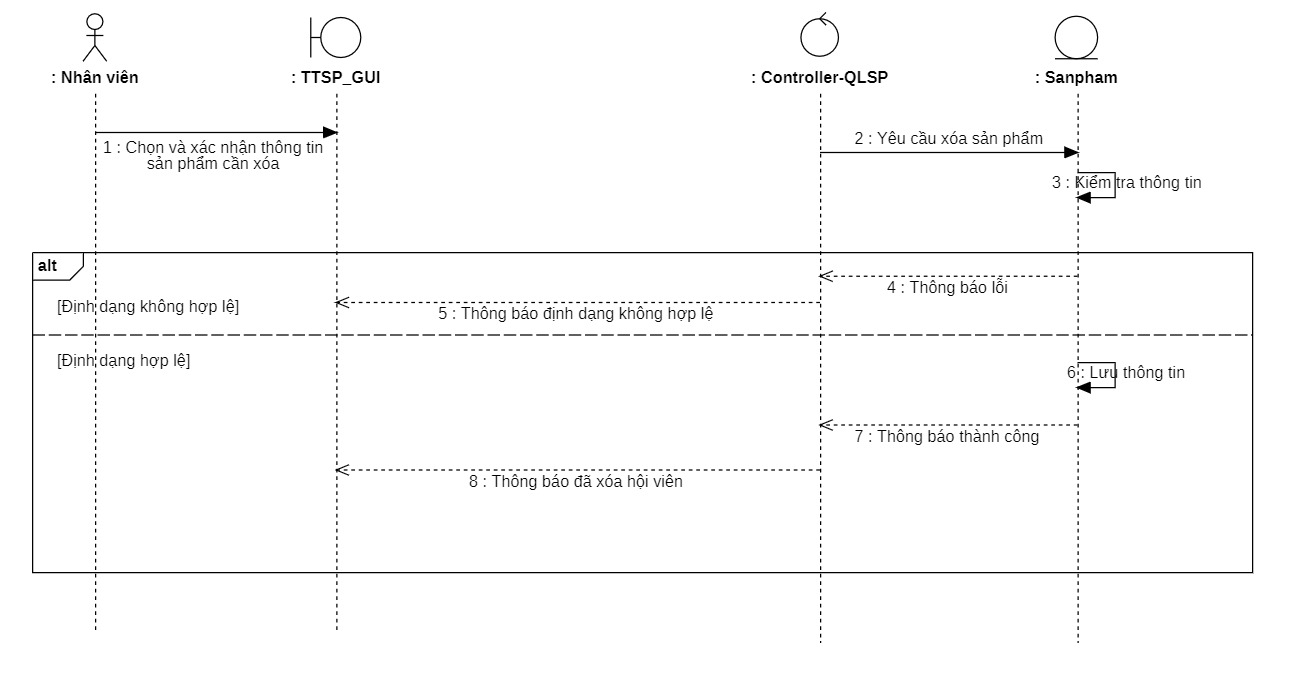 : Nhân viên
: TTSP_GUI
: Controller-QLSP
: Sanpham
1 : Chọn và xác nhận thông tin
sản phẩm cần xóa
2 : Yêu cầu xóa sản phẩm
3 : Kiểm tra thông tin
alt
4 : Thông báo lỗi
[Định dạng không hợp lệ]
5 : Thông báo định dạng không hợp lệ
[Định dạng hợp lệ]
6 : Lưu thông tin
7 : Thông báo thành công
8 : Thông báo đã xóa hội viên